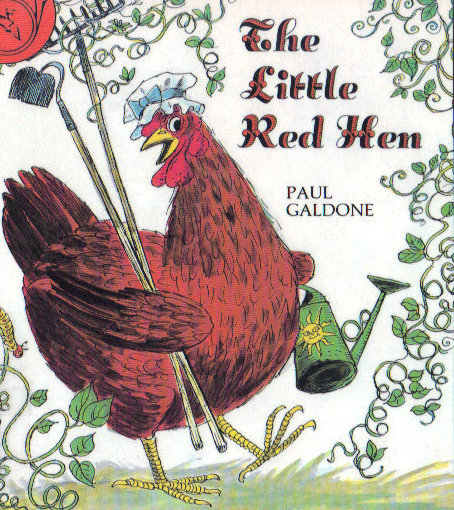 The
Little
Red Hen
PAUL
GALDONE